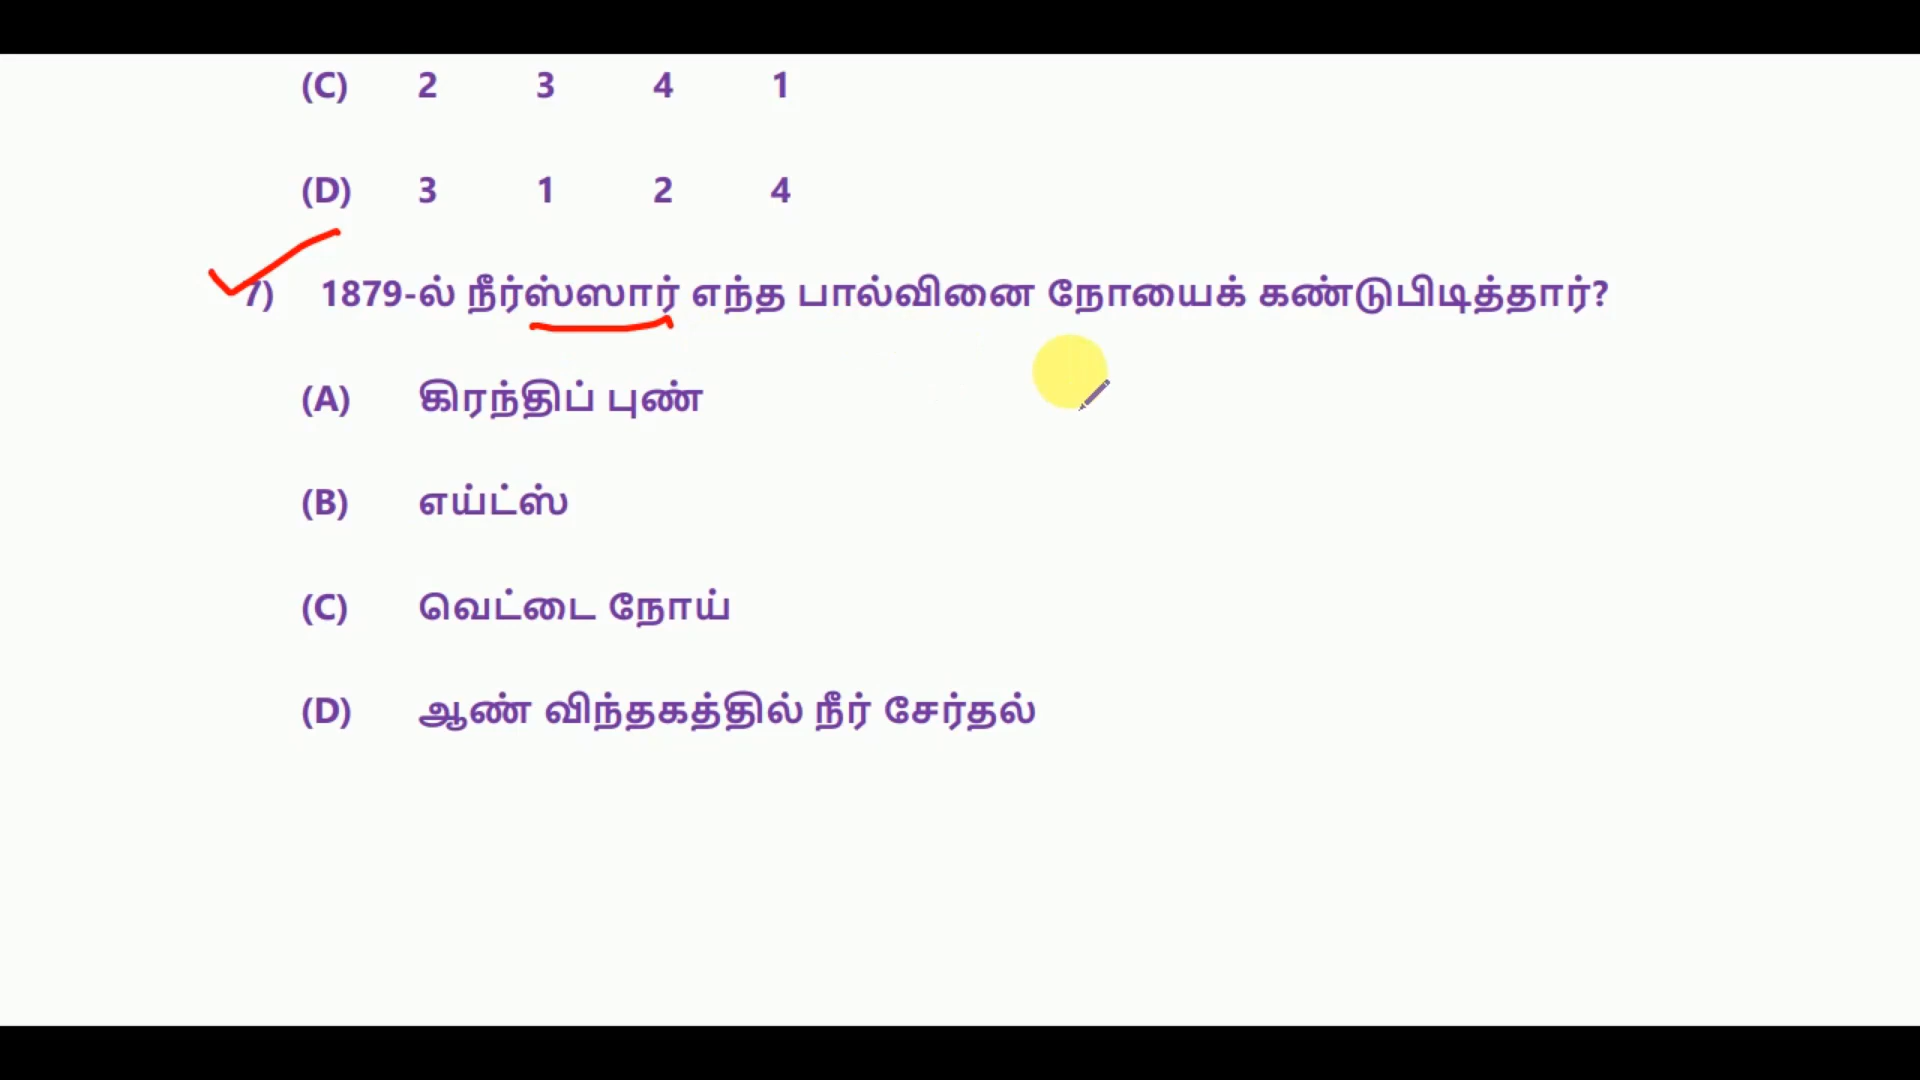 (C) 2 3 4 1
(D) 3 1 2 4
7) 1879-ல் நீர்ஸ்ஸார் எந்த பால்வினை நோயைக் கண்டுபிடித்தார்?
(A) கிரந்திப் புண்
(B) எய்ட்ஸ்
(C) வெட்டை நோய்
(D) ஆண் விந்தகத்தில் நீர் சேர்தல்